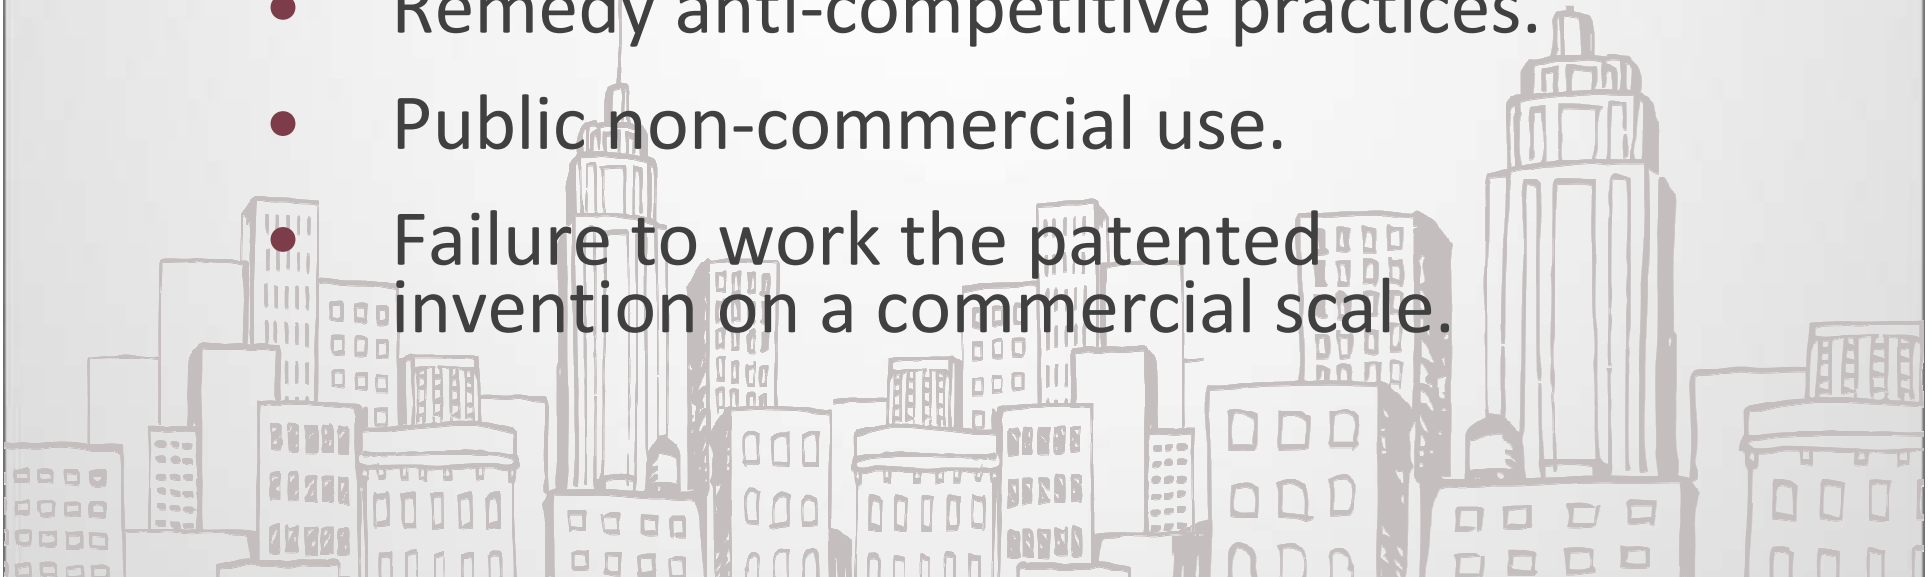 • Remedy anti-competitive practices.
• Public non-commercial use.
• Failure to work the patented
invention on a commercial scale.